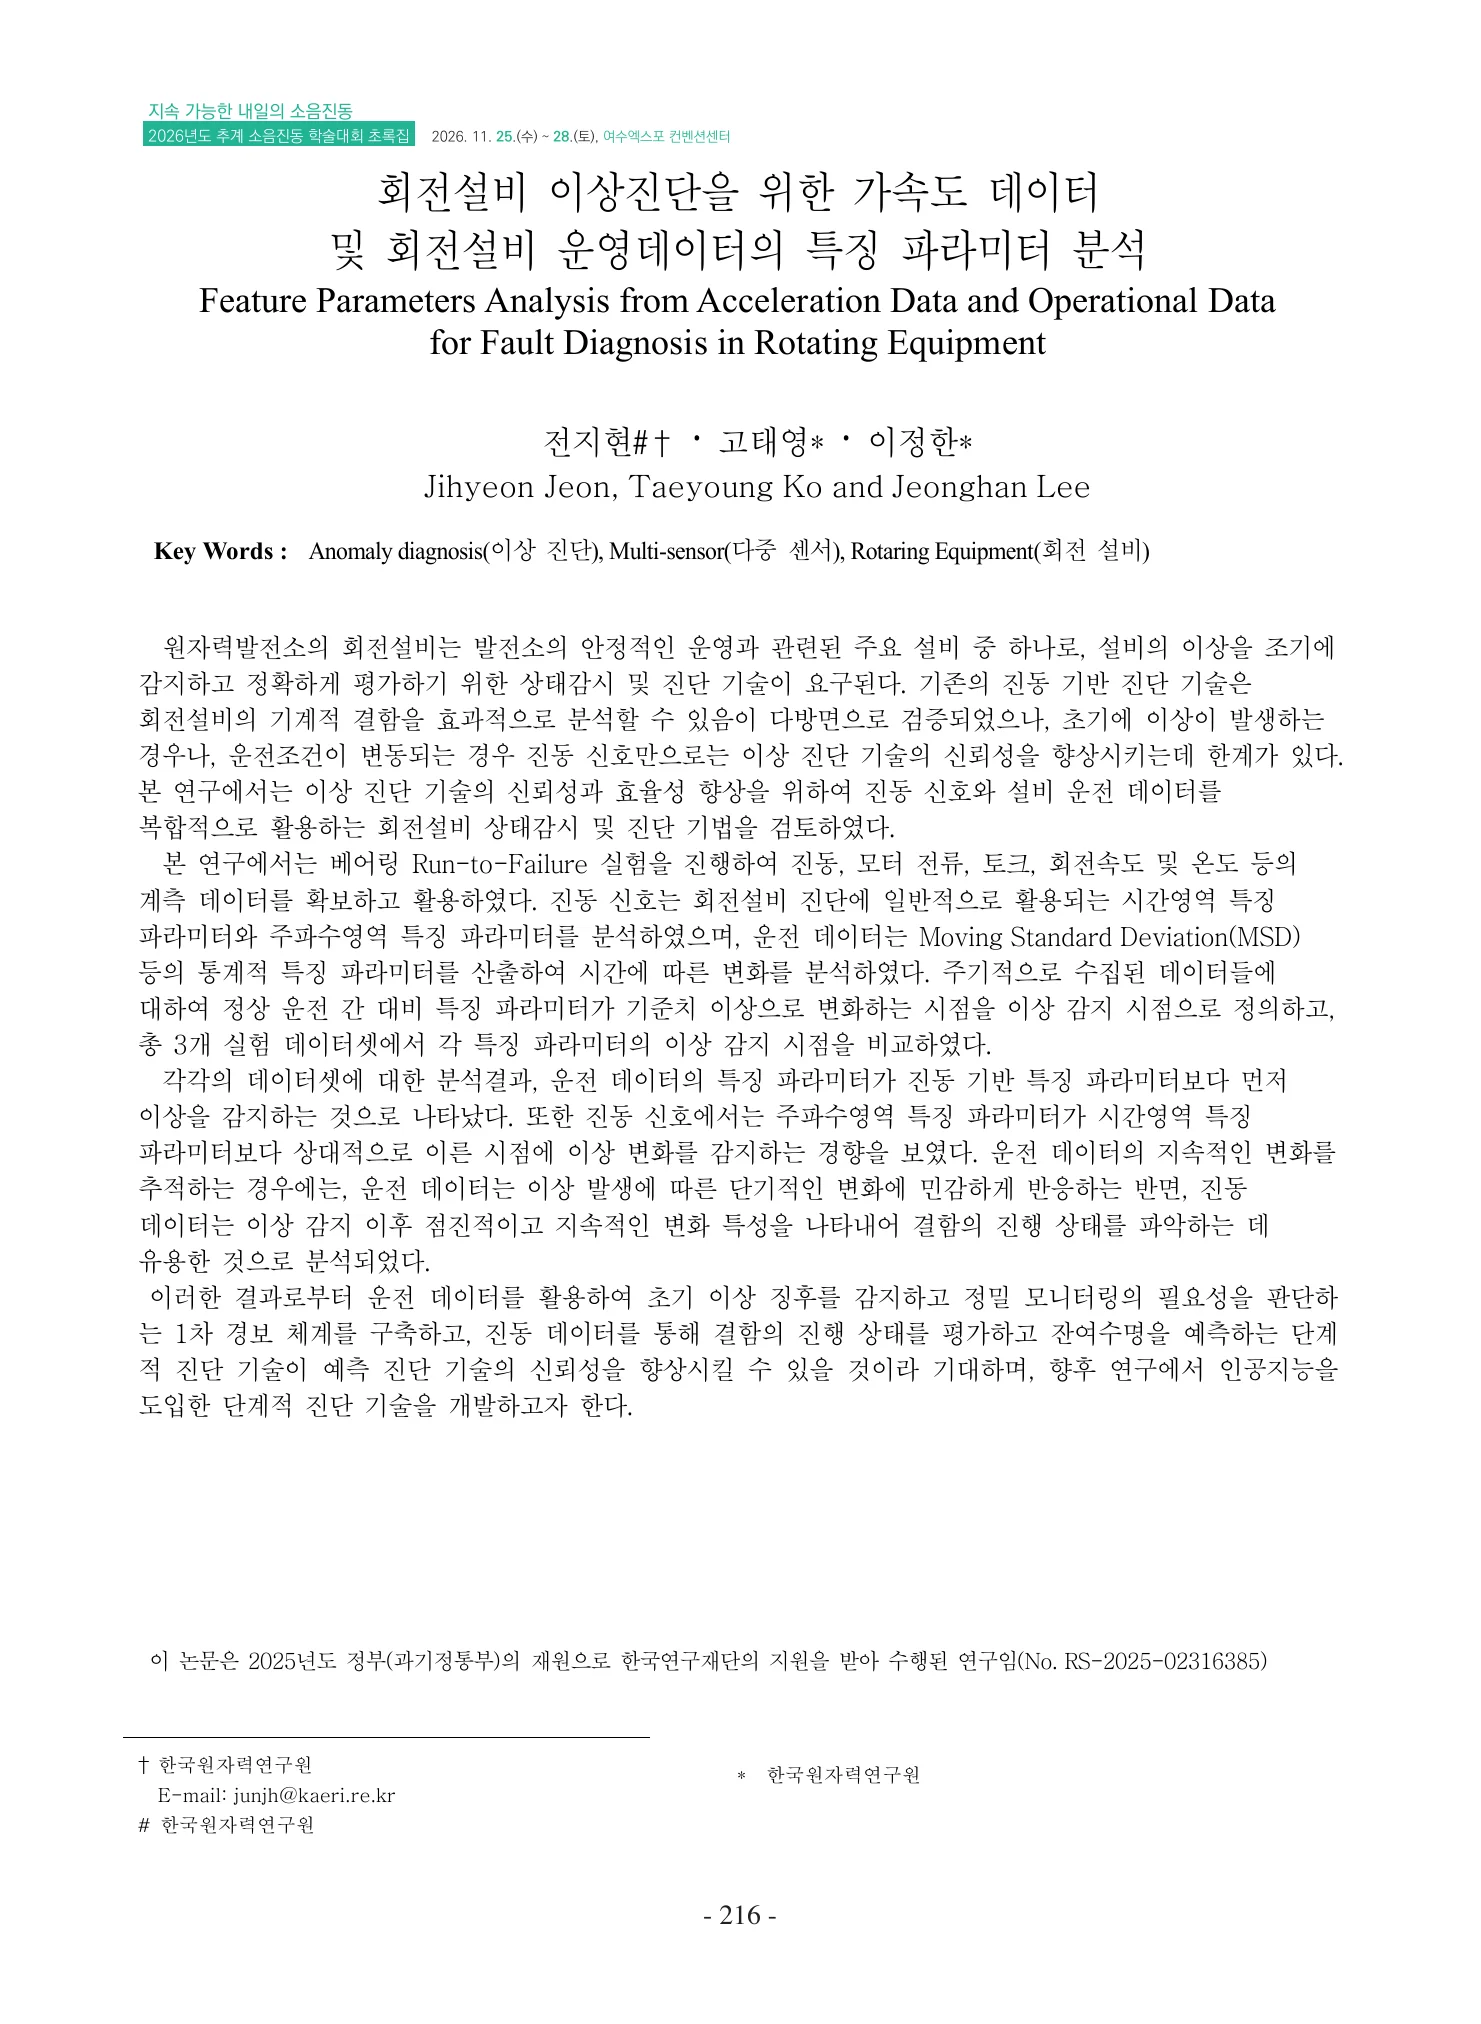 지속 가능한 내일의 소음진동
2026년도 추계 소음진동 학술대회 초록집 2026. 11. 25.(수) ~ 28.(토), 여수엑스포 컨벤션센터
회전설비 이상진단을 위한 가속도 데이터
및 회전설비 운영데이터의 특징 파라미터 분석
Feature Parameters Analysis from Acceleration Data and Operational Data
for Fault Diagnosis in Rotating Equipment
전지현#† · 고태영* · 이정한*
Jihyeon Jeon, Taeyoung Ko and Jeonghan Lee
Key Words : Anomaly diagnosis(이상 진단), Multi-sensor(다중 센서), Rotaring Equipment(회전 설비)
원자력발전소의 회전설비는 발전소의 안정적인 운영과 관련된 주요 설비 중 하나로, 설비의 이상을 조기에
감지하고 정확하게 평가하기 위한 상태감시 및 진단 기술이 요구된다. 기존의 진동 기반 진단 기술은
회전설비의 기계적 결함을 효과적으로 분석할 수 있음이 다방면으로 검증되었으나, 초기에 이상이 발생하는
경우나, 운전조건이 변동되는 경우 진동 신호만으로는 이상 진단 기술의 신뢰성을 향상시키는데 한계가 있다.
본 연구에서는 이상 진단 기술의 신뢰성과 효율성 향상을 위하여 진동 신호와 설비 운전 데이터를
복합적으로 활용하는 회전설비 상태감시 및 진단 기법을 검토하였다.
본 연구에서는 베어링 Run-to-Failure 실험을 진행하여 진동, 모터 전류, 토크, 회전속도 및 온도 등의
계측 데이터를 확보하고 활용하였다. 진동 신호는 회전설비 진단에 일반적으로 활용되는 시간영역 특징
파라미터와 주파수영역 특징 파라미터를 분석하였으며, 운전 데이터는 Moving Standard Deviation(MSD)
등의 통계적 특징 파라미터를 산출하여 시간에 따른 변화를 분석하였다. 주기적으로 수집된 데이터들에
대하여 정상 운전 간 대비 특징 파라미터가 기준치 이상으로 변화하는 시점을 이상 감지 시점으로 정의하고,
총 3개 실험 데이터셋에서 각 특징 파라미터의 이상 감지 시점을 비교하였다.
각각의 데이터셋에 대한 분석결과, 운전 데이터의 특징 파라미터가 진동 기반 특징 파라미터보다 먼저
이상을 감지하는 것으로 나타났다. 또한 진동 신호에서는 주파수영역 특징 파라미터가 시간영역 특징
파라미터보다 상대적으로 이른 시점에 이상 변화를 감지하는 경향을 보였다. 운전 데이터의 지속적인 변화를
추적하는 경우에는, 운전 데이터는 이상 발생에 따른 단기적인 변화에 민감하게 반응하는 반면, 진동
데이터는 이상 감지 이후 점진적이고 지속적인 변화 특성을 나타내어 결함의 진행 상태를 파악하는 데
유용한 것으로 분석되었다.
이러한 결과로부터 운전 데이터를 활용하여 초기 이상 징후를 감지하고 정밀 모니터링의 필요성을 판단하
는 1차 경보 체계를 구축하고, 진동 데이터를 통해 결함의 진행 상태를 평가하고 잔여수명을 예측하는 단계
적 진단 기술이 예측 진단 기술의 신뢰성을 향상시킬 수 있을 것이라 기대하며, 향후 연구에서 인공지능을
도입한 단계적 진단 기술을 개발하고자 한다.
이 논문은 2025년도 정부(과기정통부)의 재원으로 한국연구재단의 지원을 받아 수행된 연구임(No. RS-2025-02316385)
† 한국원자력연구원
E-mail: junjh@kaeri.re.kr
# 한국원자력연구원
* 한국원자력연구원
- 216 -